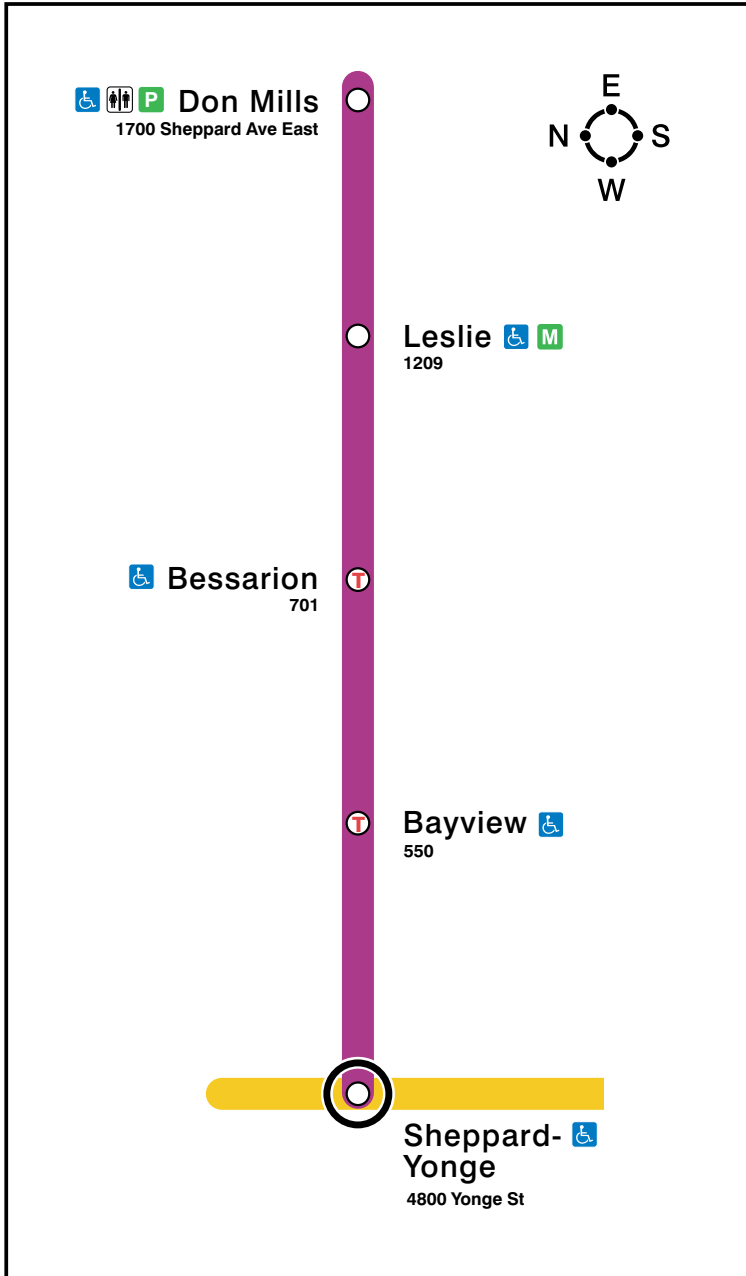 P Don Mills
1700 Sheppard Ave East
E
N S
W
Leslie M
1209
Bessarion T
701
T Bayview
550
Sheppard-
Yonge
4800 Yonge St